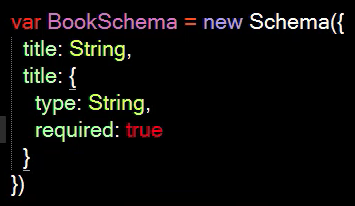 var BookSchema = new Schema({
title: String,
title: {
type: String,
required: true
}
})